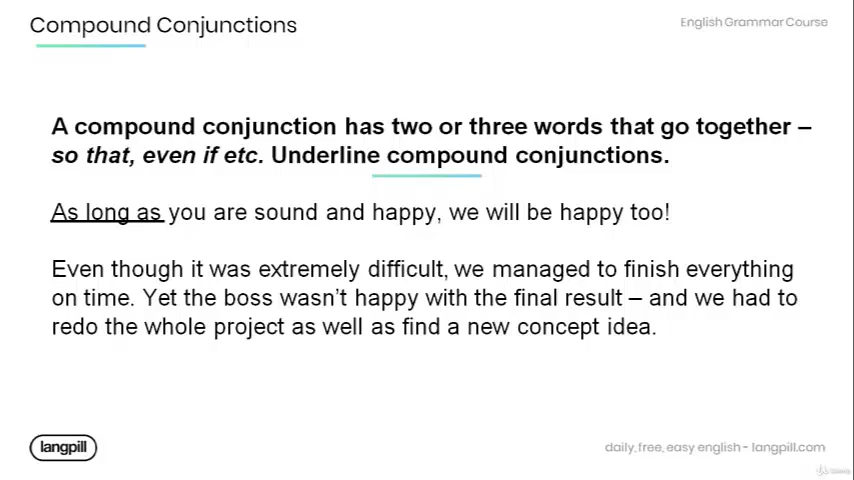 Compound Conjunctions
English Grammar Course
A compound conjunction has two or three words that go together –
so that, even if etc. Underline compound conjunctions.
As long as you are sound and happy, we will be happy too!
Even though it was extremely difficult, we managed to finish everything
on time. Yet the boss wasn’t happy with the final result – and we had to
redo the whole project as well as find a new concept idea.
langpill
daily, free, easy english - langpill.com
Udemy